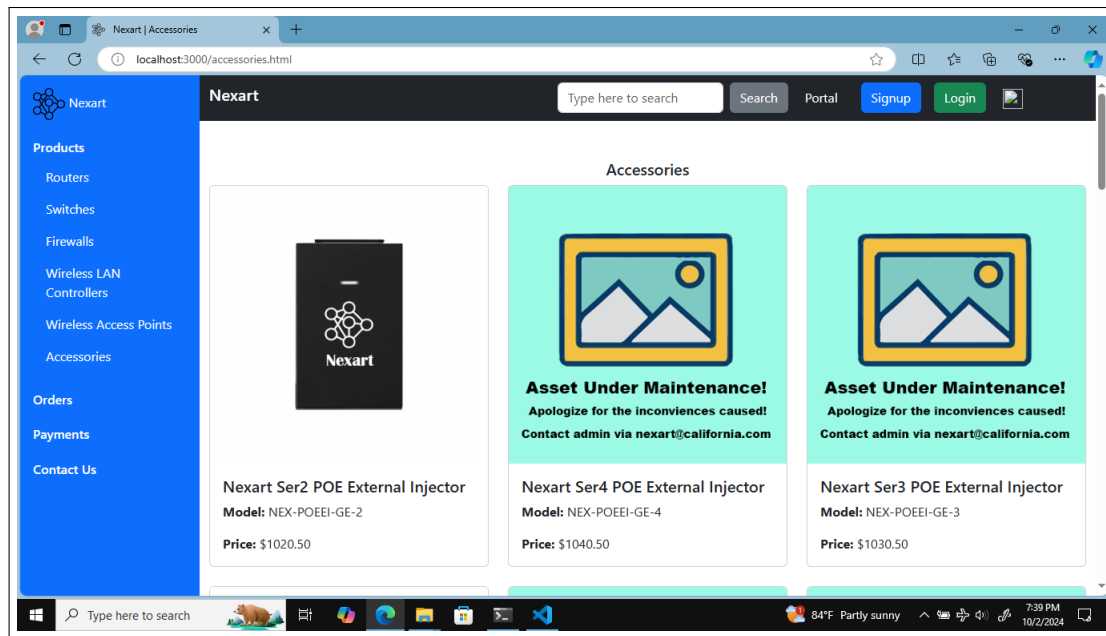 Nexart | Accessories
localhost:3000/accessories.html
Nexart
Products
Routers
Switches
Firewalls
Wireless LAN
Controllers
Wireless Access Points
Accessories
Orders
Payments
Contact Us
Nexart
Type here to search
Search
Portal
Signup
Login
Accessories
Nexart
Nexart Ser2 POE External Injector
Model: NEX-POEEI-GE-2
Price: $1020.50
Asset Under Maintenance!
Apologize for the inconviences caused!
Contact admin via nexart@california.com
Nexart Ser4 POE External Injector
Model: NEX-POEEI-GE-4
Price: $1040.50
Asset Under Maintenance!
Apologize for the inconviences caused!
Contact admin via nexart@california.com
Nexart Ser3 POE External Injector
Model: NEX-POEEI-GE-3
Price: $1030.50
Type here to search
84°F Partly sunny
7:39 PM
10/2/2024